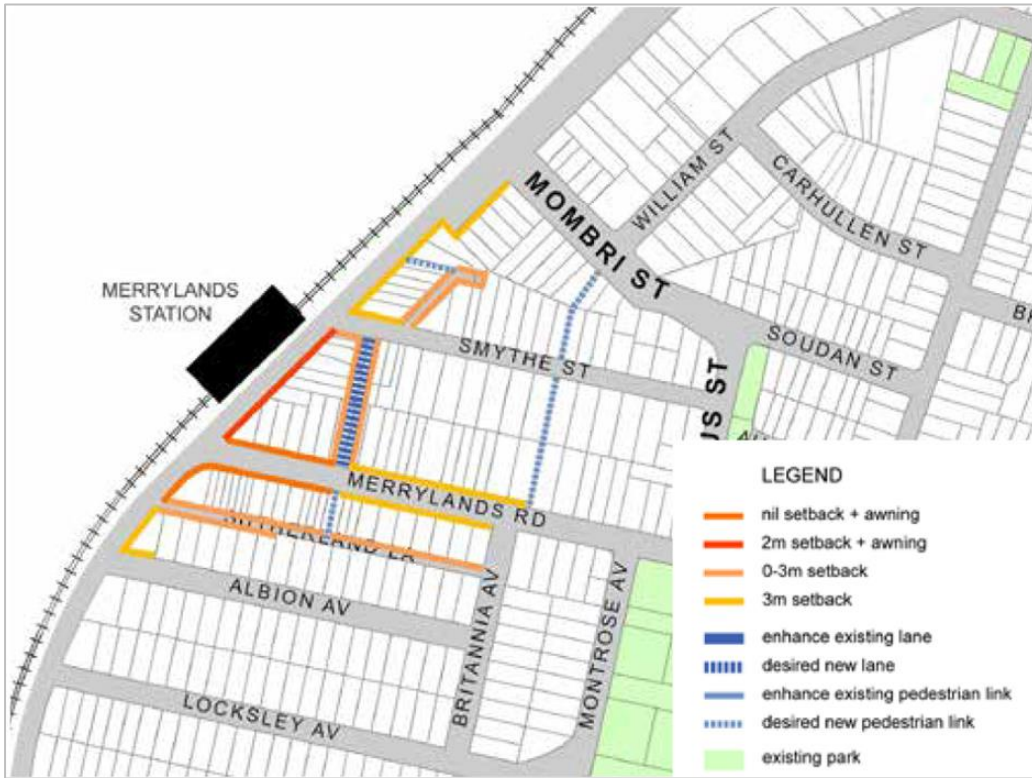 MERRYLANDS
STATION
MOMBRI ST
WILLIAM ST
CARHULLEN ST
SMYTHE ST
SOUDAN ST
US ST
MERRYLANDS RD
SUTHERLAND LA
ALBION AV
BRITANNIA AV
MONTROSE AV
LOCKSLEY AV
LEGEND
nil setback + awning
2m setback + awning
0-3m setback
3m setback
enhance existing lane
desired new lane
enhance existing pedestrian link
desired new pedestrian link
existing park